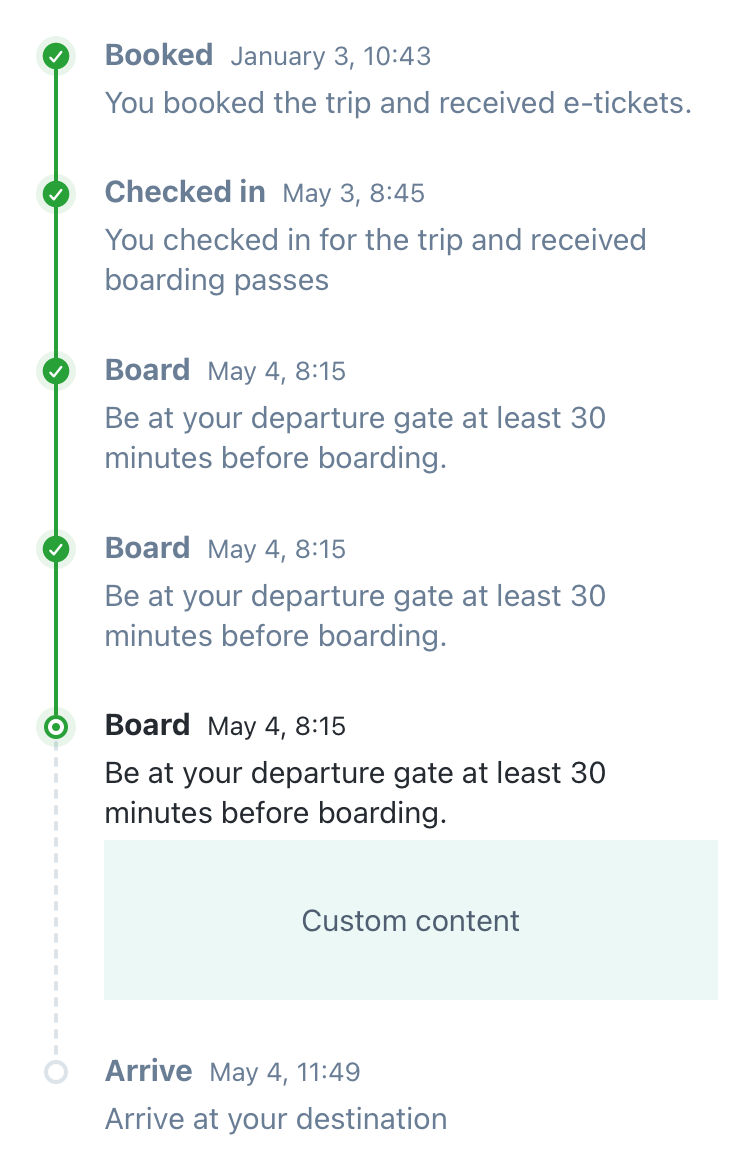 Booked January 3, 10:43
You booked the trip and received e-tickets.
Checked in May 3, 8:45
You checked in for the trip and received
boarding passes
Board May 4, 8:15
Be at your departure gate at least 30
minutes before boarding.
Board May 4, 8:15
Be at your departure gate at least 30
minutes before boarding.
Board May 4, 8:15
Be at your departure gate at least 30
minutes before boarding.
Custom content
Arrive May 4, 11:49
Arrive at your destination